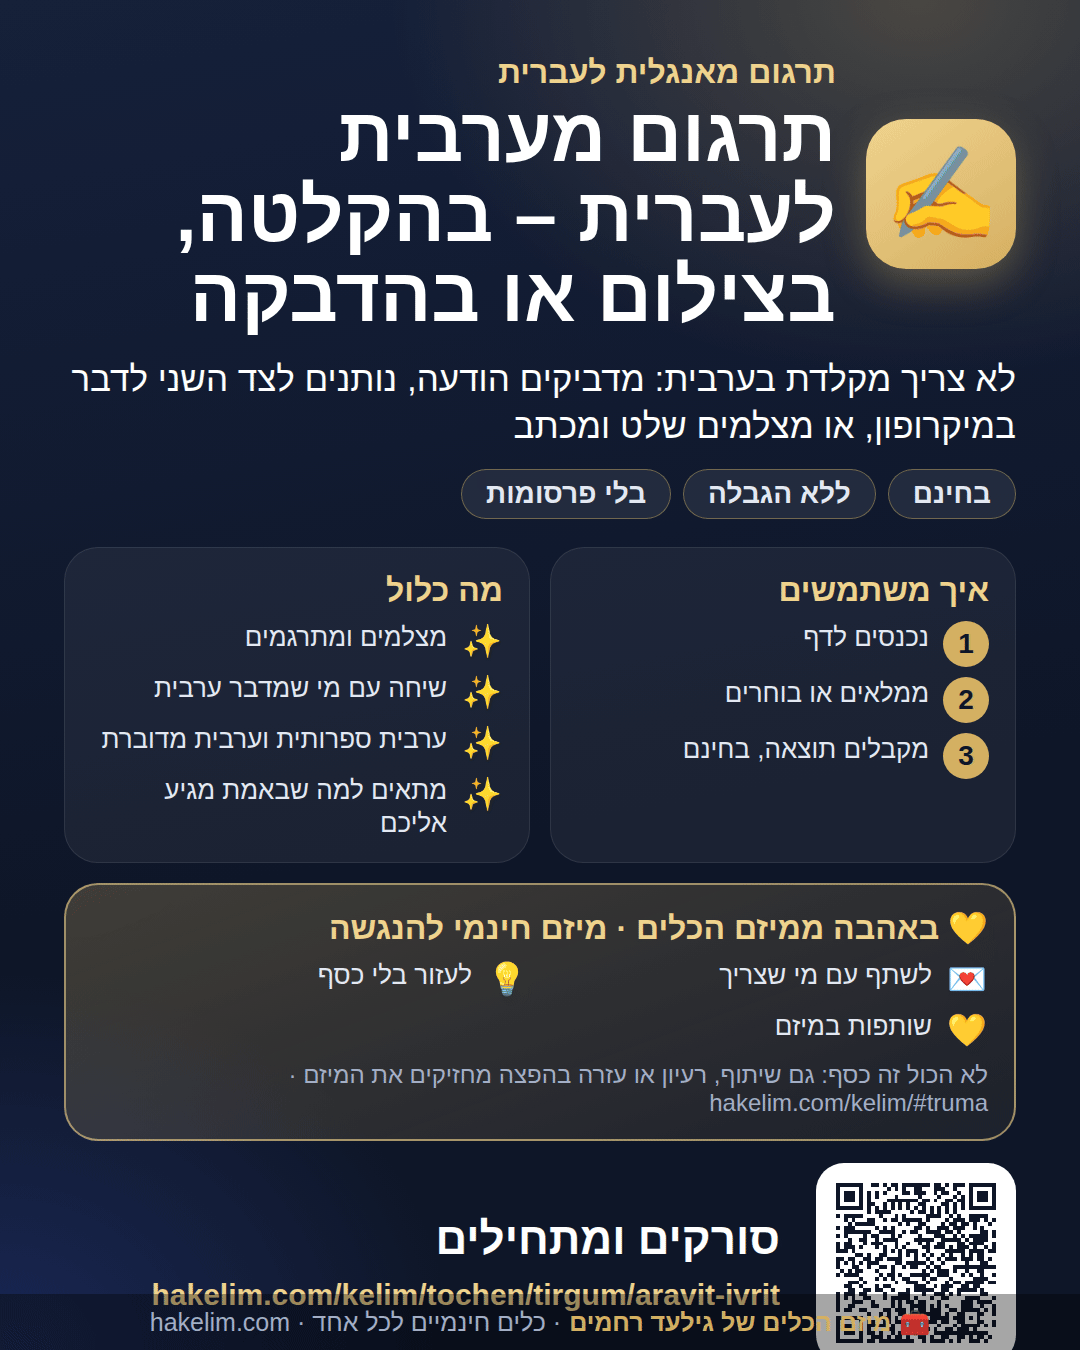 תרגום מאנגלית לעברית
תרגום מערבית
לעברית – בהקלטה,
בצילום או בהדבקה
לא צריך מקלדת בערבית: מדביקים הודעה, נותנים לצד השני לדבר
במיקרופון, או מצלמים שלט ומכתב
בחינם
ללא הגבלה
בלי פרסומות
איך משתמשים
1 נכנסים לדף
2 ממלאים או בוחרים
3 מקבלים תוצאה, בחינם
מה כלול
✨ מצלמים ומתרגמים
✨ שיחה עם מי שמדבר ערבית
✨ ערבית ספרותית וערבית מדוברת
✨ מתאים למה שבאמת מגיע
אליכם
💛 באהבה ממיזם הכלים · מיזם חינמי להנגשה
💌 לשתף עם מי שצריך
💡 לעזור בלי כסף
💛 שותפות במיזם
לא הכול זה כסף: גם שיתוף, רעיון או עזרה בהפצה מחזיקים את המיזם ·
hakelim.com/kelim/#truma
סורקים ומתחילים
hakelim.com/kelim/tochen/tirgum/aravit-ivrit
🧰 מיזם הכלים של גילעד רחמים · כלים חינמיים לכל אחד · hakelim.com